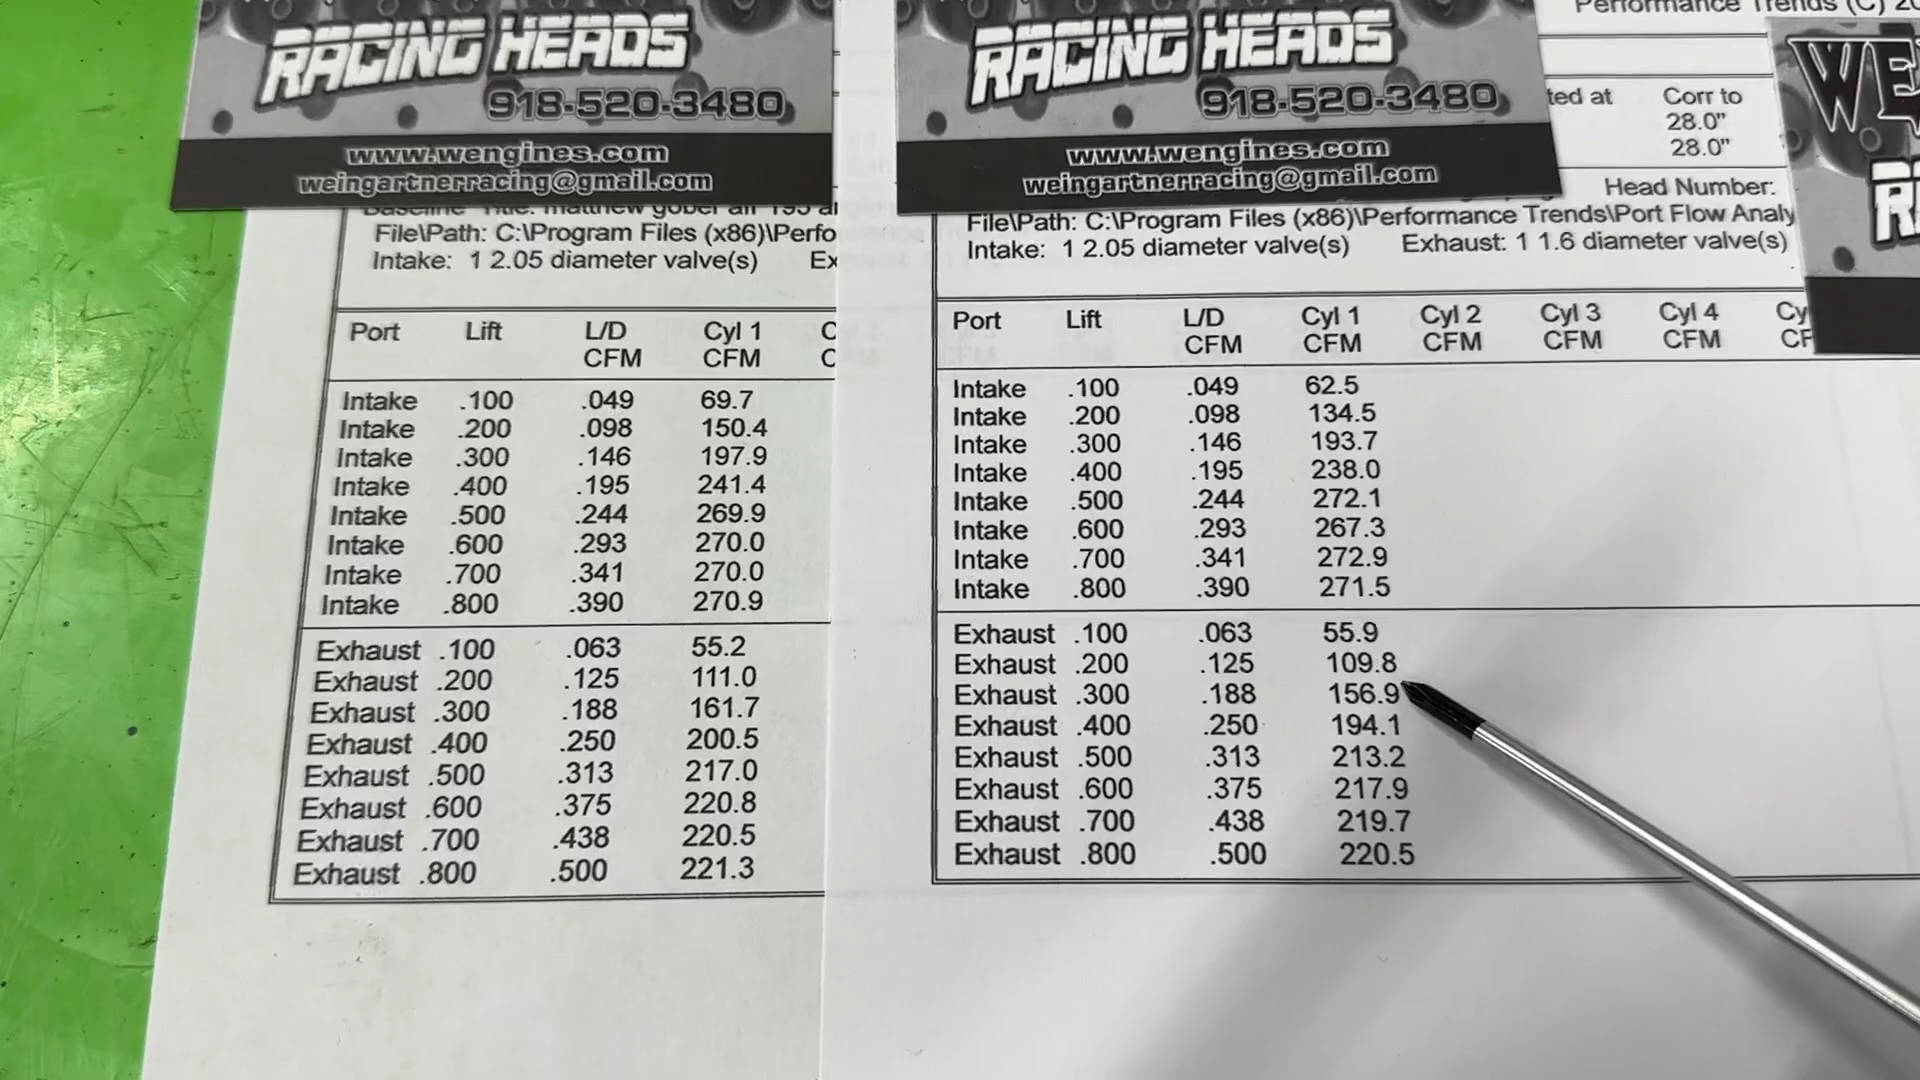 RACING HEADS
918-520-3480
www.wengines.com
weingartnerracing@gmail.com
File\Path: C:\Program Files (x86)\Perfo
Intake: 1 2.05 diameter valve(s) Ex
Port Lift L/D Cyl 1 C
CFM CFM C
Intake .100 .049 69.7
Intake .200 .098 150.4
Intake .300 .146 197.9
Intake .400 .195 241.4
Intake .500 .244 269.9
Intake .600 .293 270.0
Intake .700 .341 270.0
Intake .800 .390 270.9
Exhaust .100 .063 55.2
Exhaust .200 .125 111.0
Exhaust .300 .188 161.7
Exhaust .400 .250 200.5
Exhaust .500 .313 217.0
Exhaust .600 .375 220.8
Exhaust .700 .438 220.5
Exhaust .800 .500 221.3
Performance Trends (C) 20
RACING HEADS
918-520-3480
www.wengines.com
weingartnerracing@gmail.com
ted at Corr to
28.0"
28.0"
Head Number:
File\Path: C:\Program Files (x86)\Performance Trends\Port Flow Analy
Intake: 1 2.05 diameter valve(s) Exhaust: 1 1.6 diameter valve(s)
Port Lift L/D Cyl 1 Cyl 2 Cyl 3 Cyl 4 Cy
CFM CFM CFM CFM CFM CF
Intake .100 .049 62.5
Intake .200 .098 134.5
Intake .300 .146 193.7
Intake .400 .195 238.0
Intake .500 .244 272.1
Intake .600 .293 267.3
Intake .700 .341 272.9
Intake .800 .390 271.5
Exhaust .100 .063 55.9
Exhaust .200 .125 109.8
Exhaust .300 .188 156.9
Exhaust .400 .250 194.1
Exhaust .500 .313 213.2
Exhaust .600 .375 217.9
Exhaust .700 .438 219.7
Exhaust .800 .500 220.5
WE
R